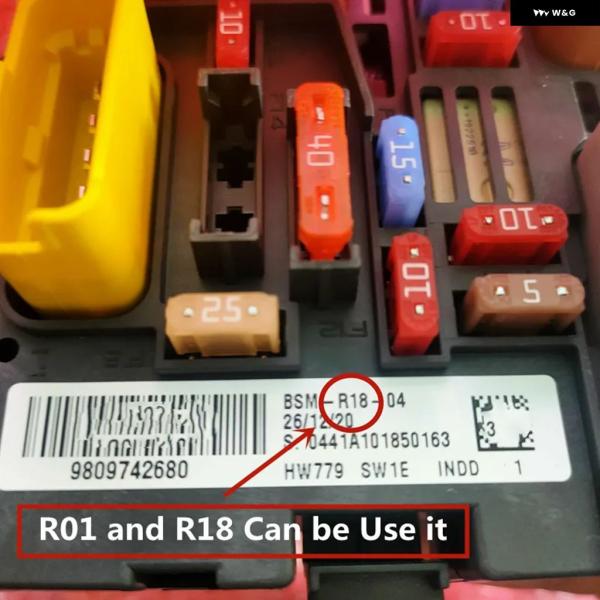 W&G
10
10
40
15
10
10
5
25
F14
F12
BSM-R18-04
26/12/20
S. 0441A101850163
9809742680
HW779 SW1E INDD 1
R01 and R18 Can be Use it